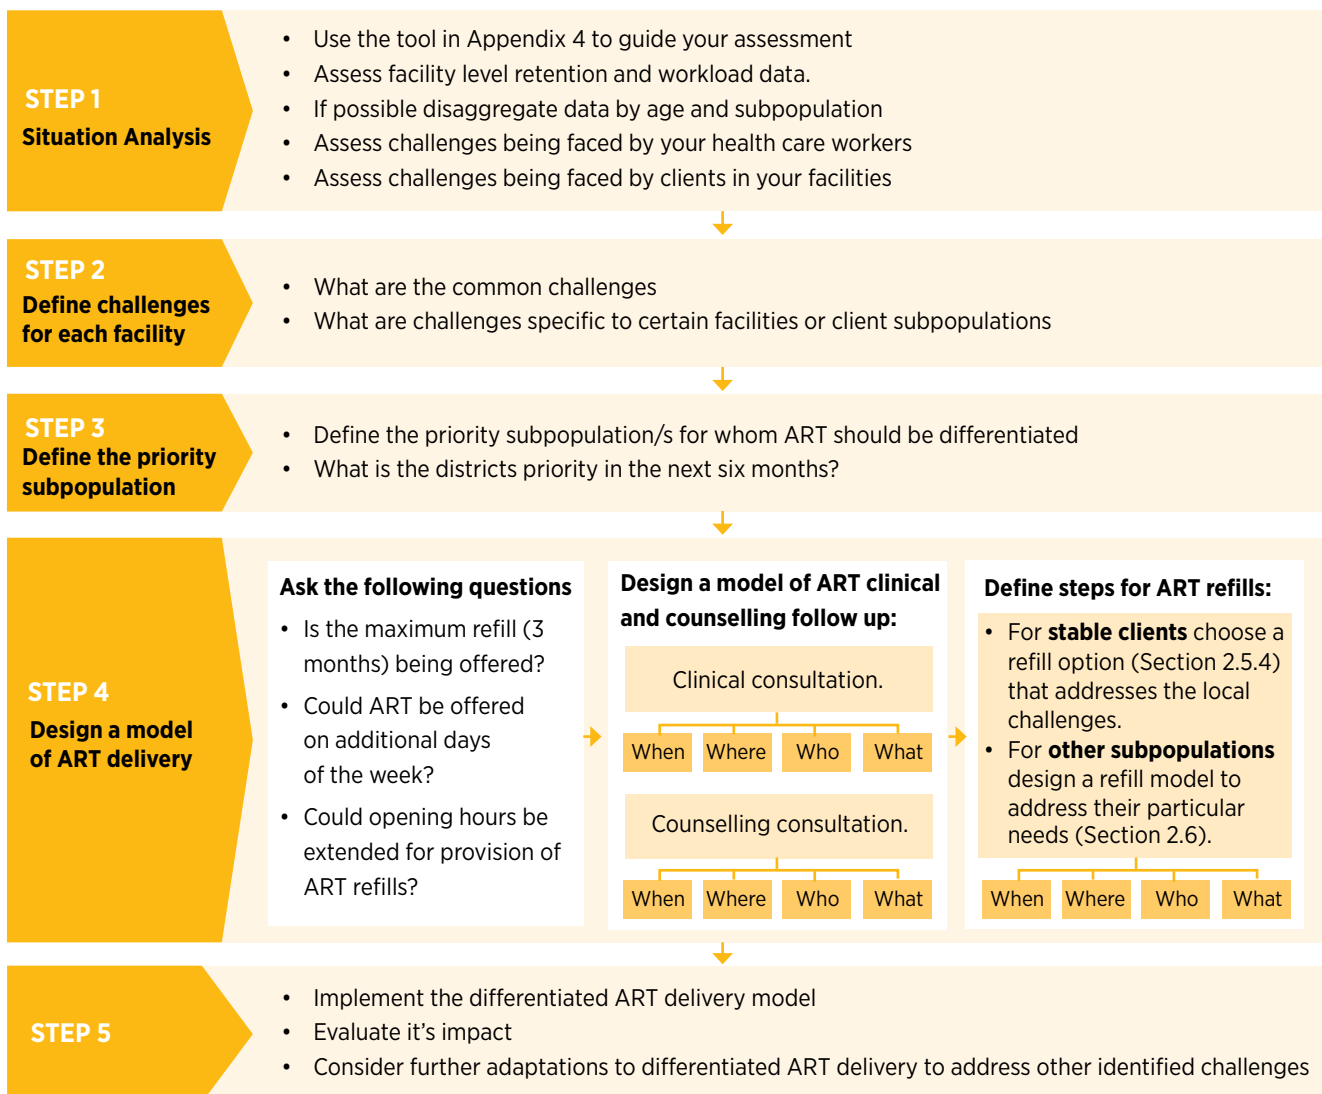 STEP 1
Situation Analysis
• Use the tool in Appendix 4 to guide your assessment
• Assess facility level retention and workload data.
• If possible disaggregate data by age and subpopulation
• Assess challenges being faced by your health care workers
• Assess challenges being faced by clients in your facilities
STEP 2
Define challenges
for each facility
• What are the common challenges
• What are challenges specific to certain facilities or client subpopulations
STEP 3
Define the priority
subpopulation
• Define the priority subpopulation/s for whom ART should be differentiated
• What is the districts priority in the next six months?
STEP 4
Design a model
of ART delivery
Ask the following questions
• Is the maximum refill (3
months) being offered?
• Could ART be offered
on additional days
of the week?
• Could opening hours be
extended for provision of
ART refills?
Design a model of ART clinical
and counselling follow up:
Clinical consultation.
When Where Who What
Counselling consultation.
When Where Who What
Define steps for ART refills:
• For stable clients choose a
refill option (Section 2.5.4)
that addresses the local
challenges.
• For other subpopulations
design a refill model to
address their particular
needs (Section 2.6).
When Where Who What
STEP 5
• Implement the differentiated ART delivery model
• Evaluate it's impact
• Consider further adaptations to differentiated ART delivery to address other identified challenges